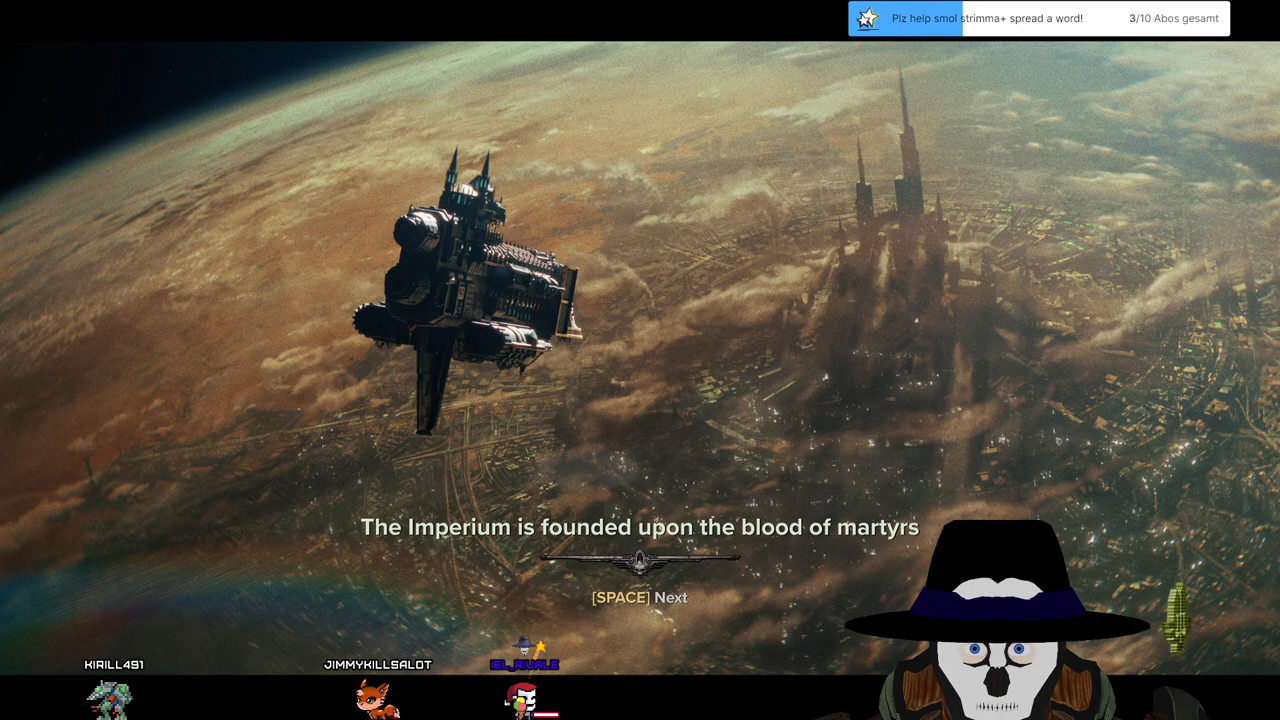 Plz help smol strimma+ spread a word! 3/10 Abos gesamt
The Imperium is founded upon the blood of martyrs
[SPACE] Next
KIRILL491 JIMMYKILLSALOT IEL_RIVALE